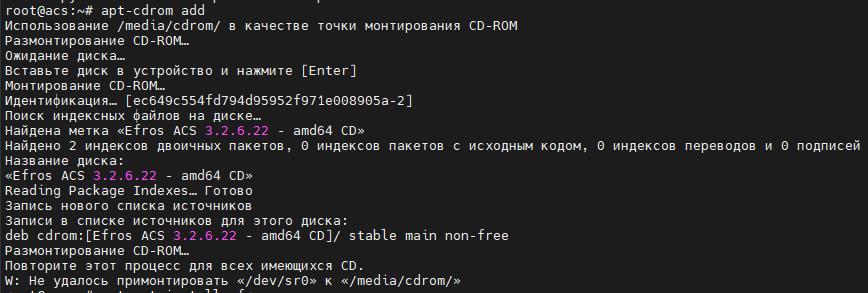 root@acs:~# apt-cdrom add
Использование /media/cdrom/ в качестве точки монтирования CD-ROM
Размонтирование CD-ROM…
Ожидание диска…
Вставьте диск в устройство и нажмите [Enter]
Монтирование CD-ROM…
Идентификация… [ec649c554fd794d95952f971e008905a-2]
Поиск индексных файлов на диске…
Найдена метка «Efros ACS 3.2.6.22 - amd64 CD»
Найдено 2 индексов двоичных пакетов, 0 индексов пакетов с исходным кодом, 0 индексов переводов и 0 подписей
Название диска:
«Efros ACS 3.2.6.22 - amd64 CD»
Reading Package Indexes… Готово
Запись нового списка источников
Записи в списке источников для этого диска:
deb cdrom:[Efros ACS 3.2.6.22 - amd64 CD]/ stable main non-free
Размонтирование CD-ROM…
Повторите этот процесс для всех имеющихся CD.
W: Не удалось примонтировать «/dev/sr0» к «/media/cdrom/»